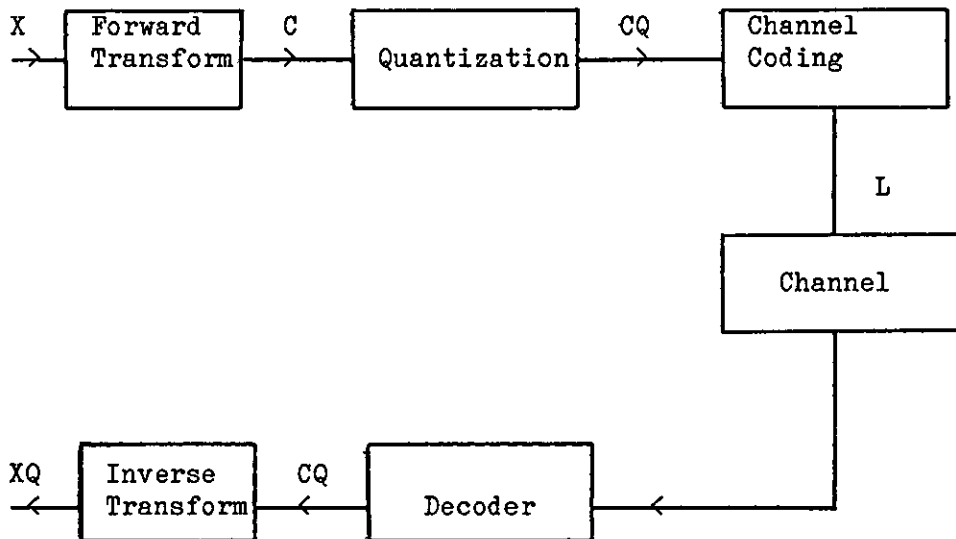 X
Forward
Transform
C
Quantization
CQ
Channel
Coding
L
Channel
XQ
Inverse
Transform
CQ
Decoder